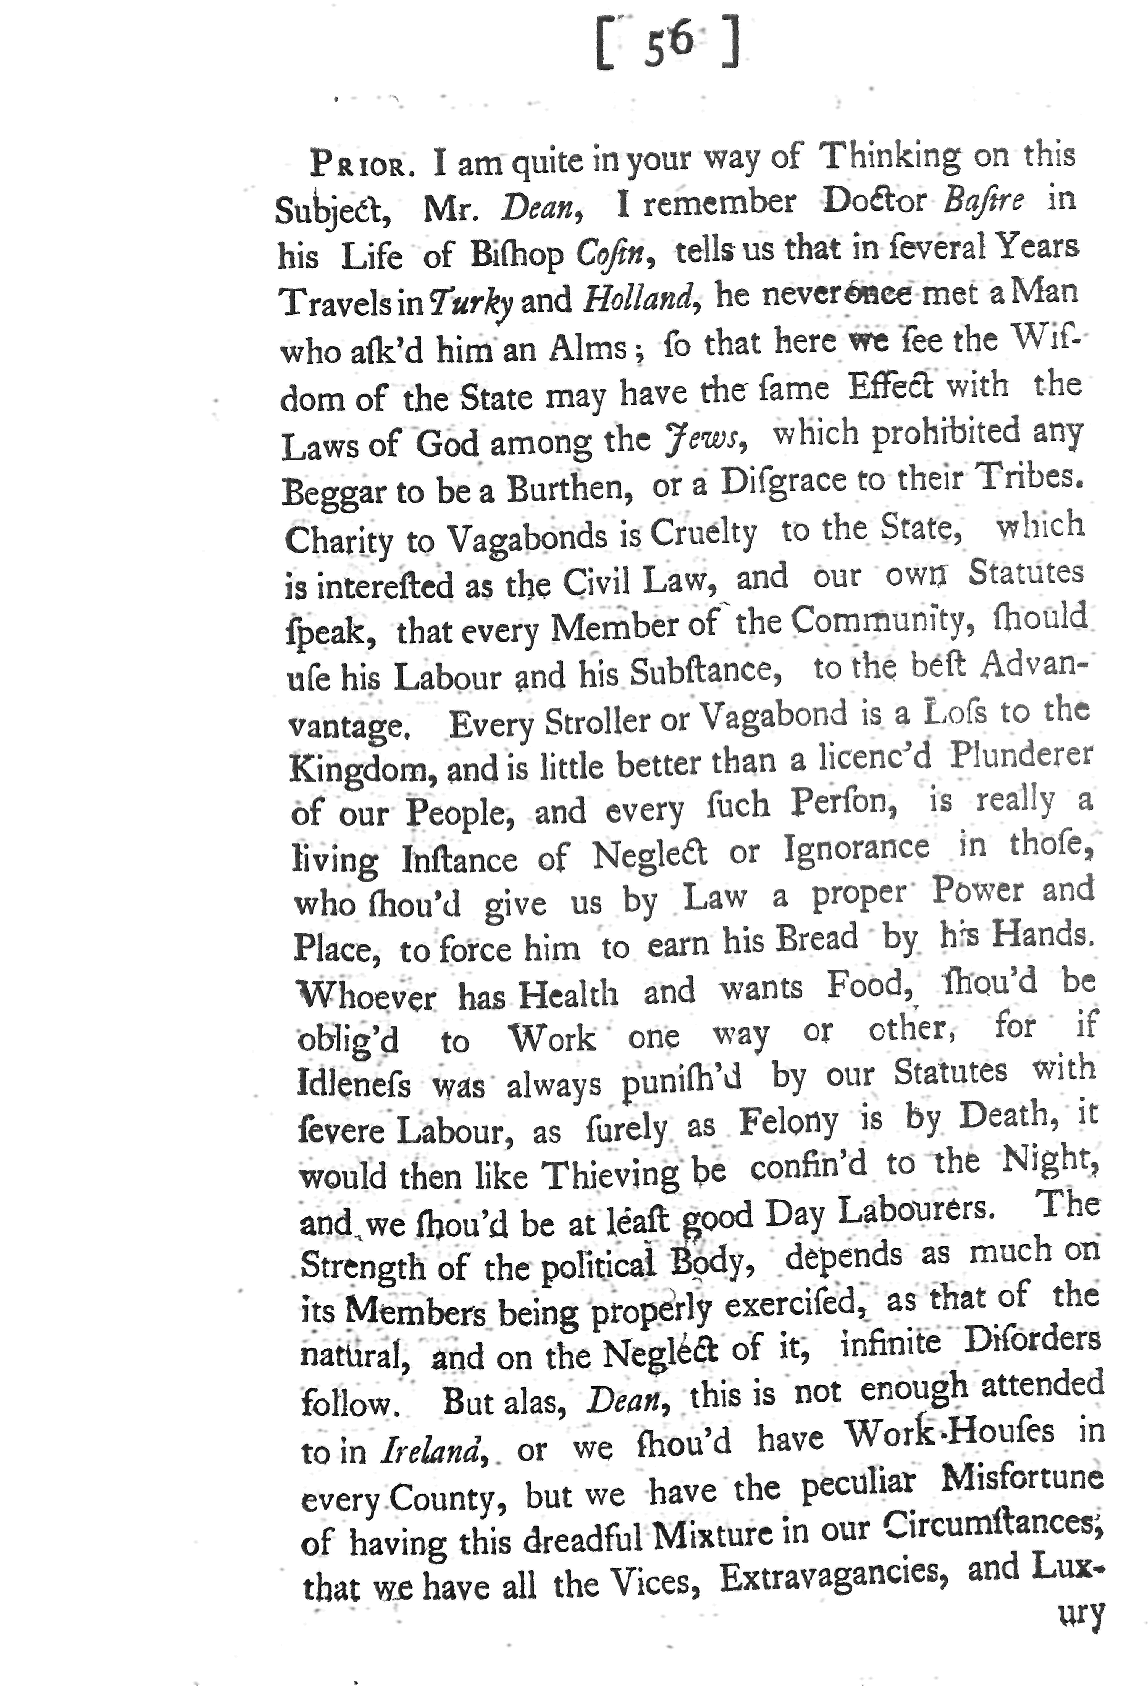 [ 56 ]
PRIOR. I am quite in your way of Thinking on this
Subject, Mr. Dean, I remember Doctor Baſire in
his Life of Biſhop Coſin, tells us that in ſeveral Years
Travels in Turky and Holland, he never once met a Man
who aſk'd him an Alms; ſo that here we ſee the Wiſ-
dom of the State may have the ſame Effect with the
Laws of God among the Jews, which prohibited any
Beggar to be a Burthen, or a Diſgrace to their Tribes.
Charity to Vagabonds is Cruelty to the State, which
is intereſted as the Civil Law, and our own Statutes
ſpeak, that every Member of the Community, ſhould
uſe his Labour and his Subſtance, to the beſt Advan-
vantage. Every Stroller or Vagabond is a Loſs to the
Kingdom, and is little better than a licenc'd Plunderer
of our People, and every ſuch Perſon, is really a
living Inſtance of Neglect or Ignorance in thoſe,
who ſhou'd give us by Law a proper Power and
Place, to force him to earn his Bread by his Hands.
Whoever has Health and wants Food, ſhou'd be
oblig'd to Work one way or other, for if
Idleneſs was always puniſh'd by our Statutes with
ſevere Labour, as ſurely as Felony is by Death, it
would then like Thieving be confin'd to the Night,
and we ſhou'd be at leaſt good Day Labourers. The
Strength of the political Body, depends as much on
its Members being properly exerciſed, as that of the
natural, and on the Neglect of it, infinite Diſorders
follow. But alas, Dean, this is not enough attended
to in Ireland, or we ſhou'd have Work-Houſes in
every County, but we have the peculiar Misfortune
of having this dreadful Mixture in our Circumſtances;
that we have all the Vices, Extravagancies, and Lux-
ury